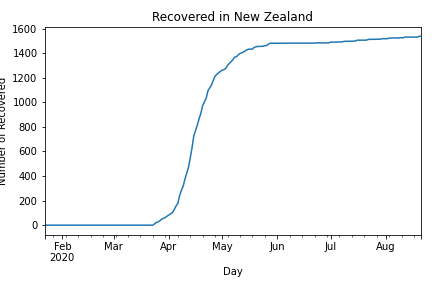 Recovered in New Zealand
Number of Recovered
1600
1400
1200
1000
800
600
400
200
0
Feb
2020
Mar
Apr
May
Jun
Jul
Aug
Day